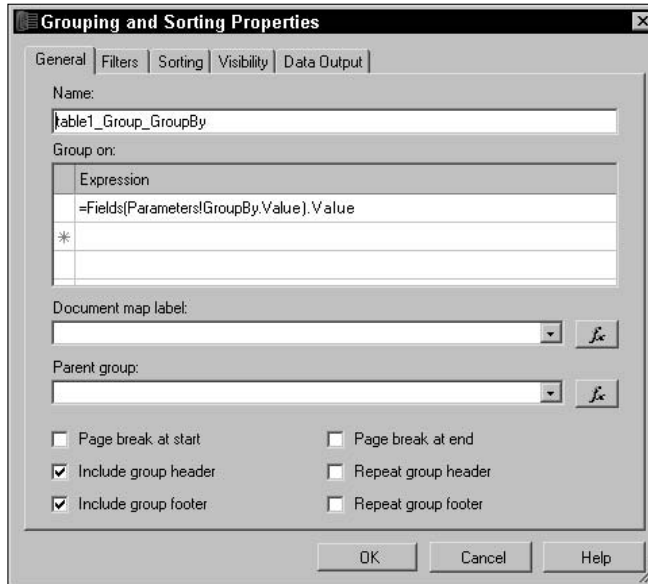 Grouping and Sorting Properties
General Filters Sorting Visibility Data Output
Name:
table1_Group_GroupBy
Group on:
Expression
=Fields(Parameters!GroupBy.Value).Value
Document map label:
fx
Parent group:
fx
Page break at start Page break at end
Include group header Repeat group header
Include group footer Repeat group footer
OK Cancel Help